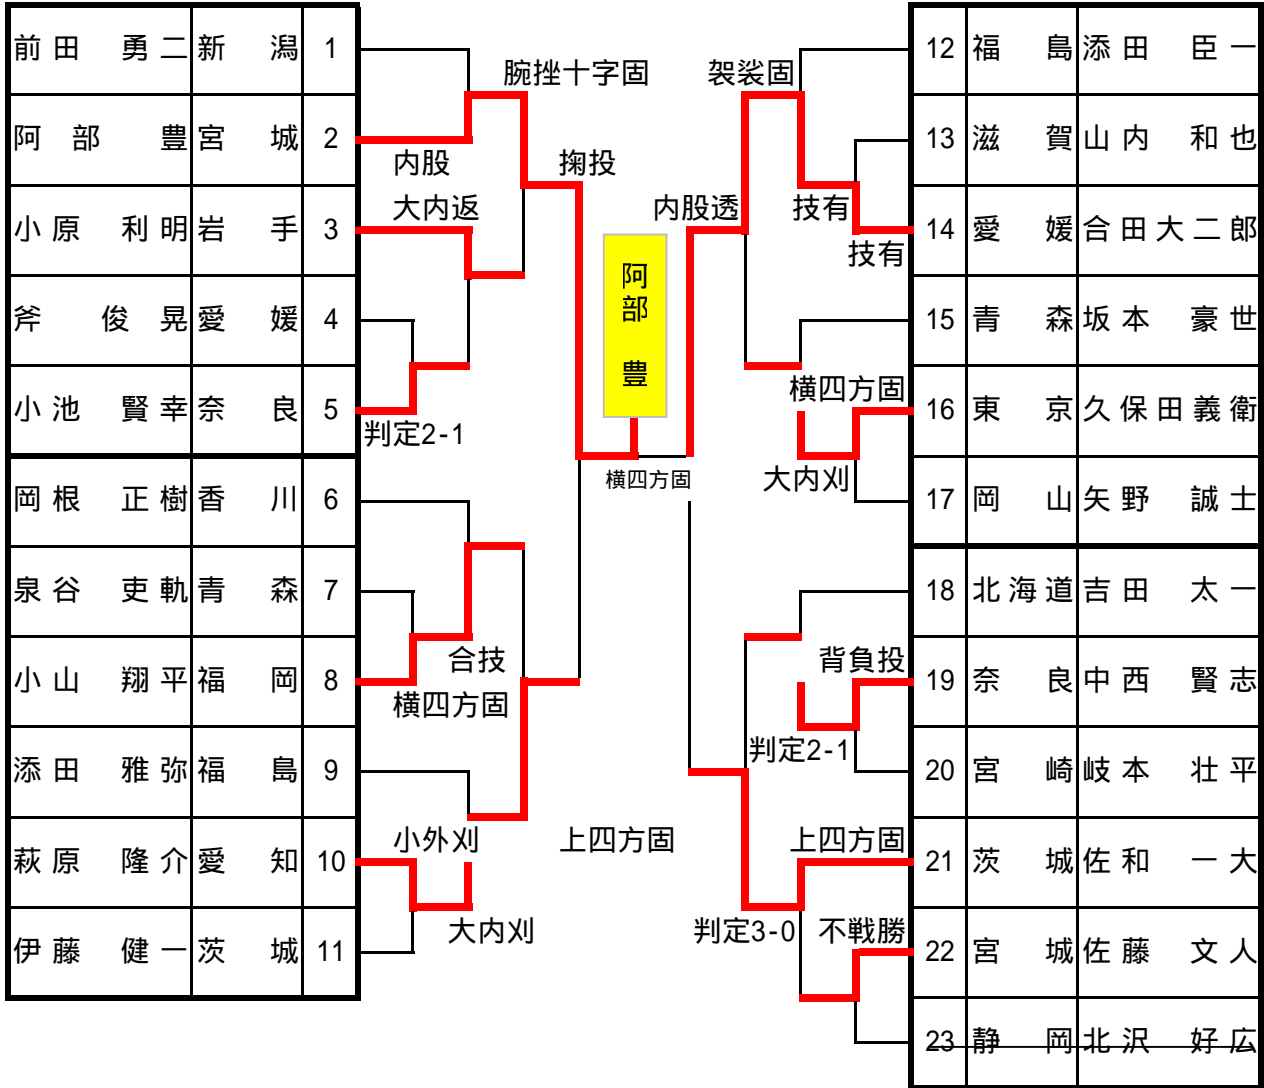 前田 勇二 新潟 1
阿部 豊 宮城 2
小原 利明 岩手 3
斧 俊晃 愛媛 4
小池 賢幸 奈良 5
岡根 正樹 香川 6
泉谷 吏軌 青森 7
小山 翔平 福岡 8
添田 雅弥 福島 9
萩原 隆介 愛知 10
伊藤 健一 茨城 11
腕挫十字固
内股
掬投
大内返
判定2-1
合技
横四方固
小外刈
大内刈
上四方固
阿部 豊
横四方固
袈裟固
内股透
技有
技有
横四方固
大内刈
背負投
判定2-1
上四方固
判定3-0
不戦勝
12 福島 添田 臣一
13 滋賀 山内 和也
14 愛媛 合田大二郎
15 青森 坂本 豪世
16 東京 久保田義衛
17 岡山 矢野 誠士
18 北海道 吉田 太一
19 奈良 中西 賢志
20 宮崎 岐本 壮平
21 茨城 佐和 一大
22 宮城 佐藤 文人
23 静岡 北沢 好広